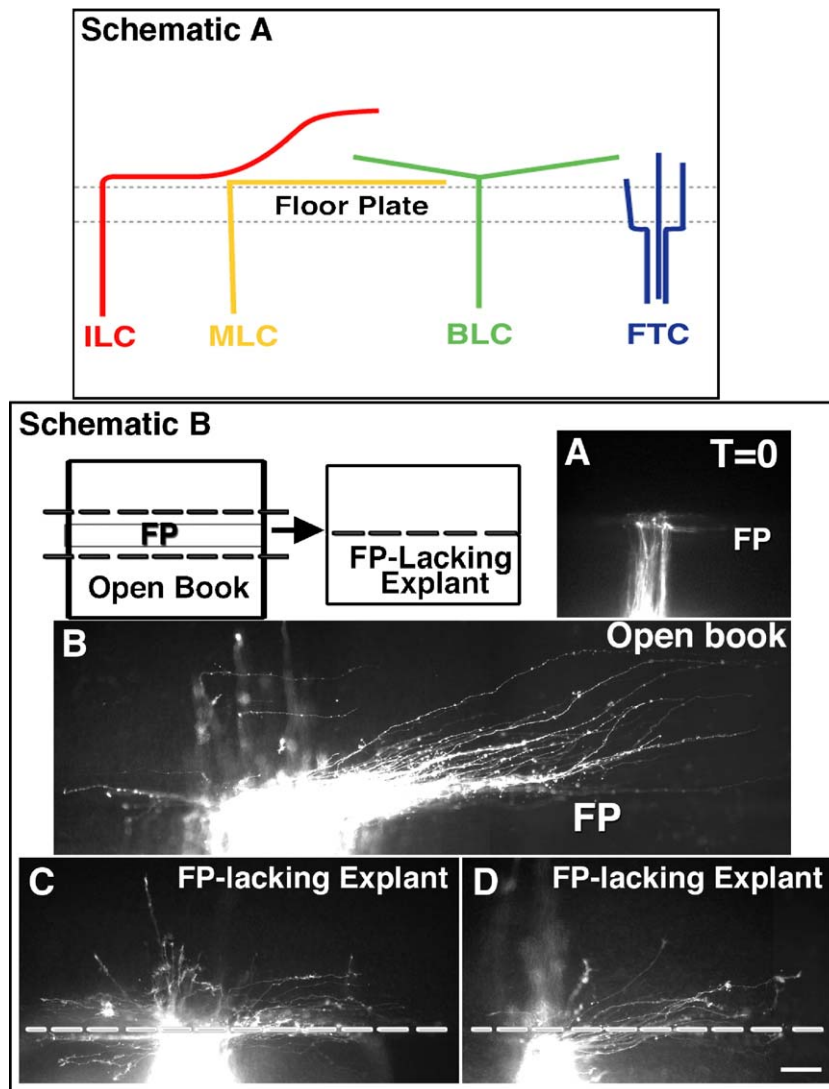 Schematic A
Floor Plate
ILC MLC BLC FTC
Schematic B
FP
Open Book
FP-Lacking
Explant
A T=0
FP
B Open book
FP
C FP-lacking Explant
D FP-lacking Explant